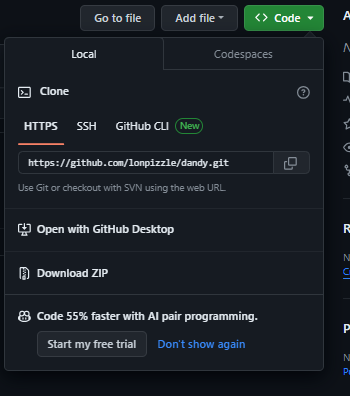 Go to file
Add file
Code
Local
Codespaces
Clone
HTTPS
SSH
GitHub CLI
New
https://github.com/lonpizzle/dandy.git
Use Git or checkout with SVN using the web URL.
Open with GitHub Desktop
Download ZIP
Code 55% faster with AI pair programming.
Start my free trial
Don't show again